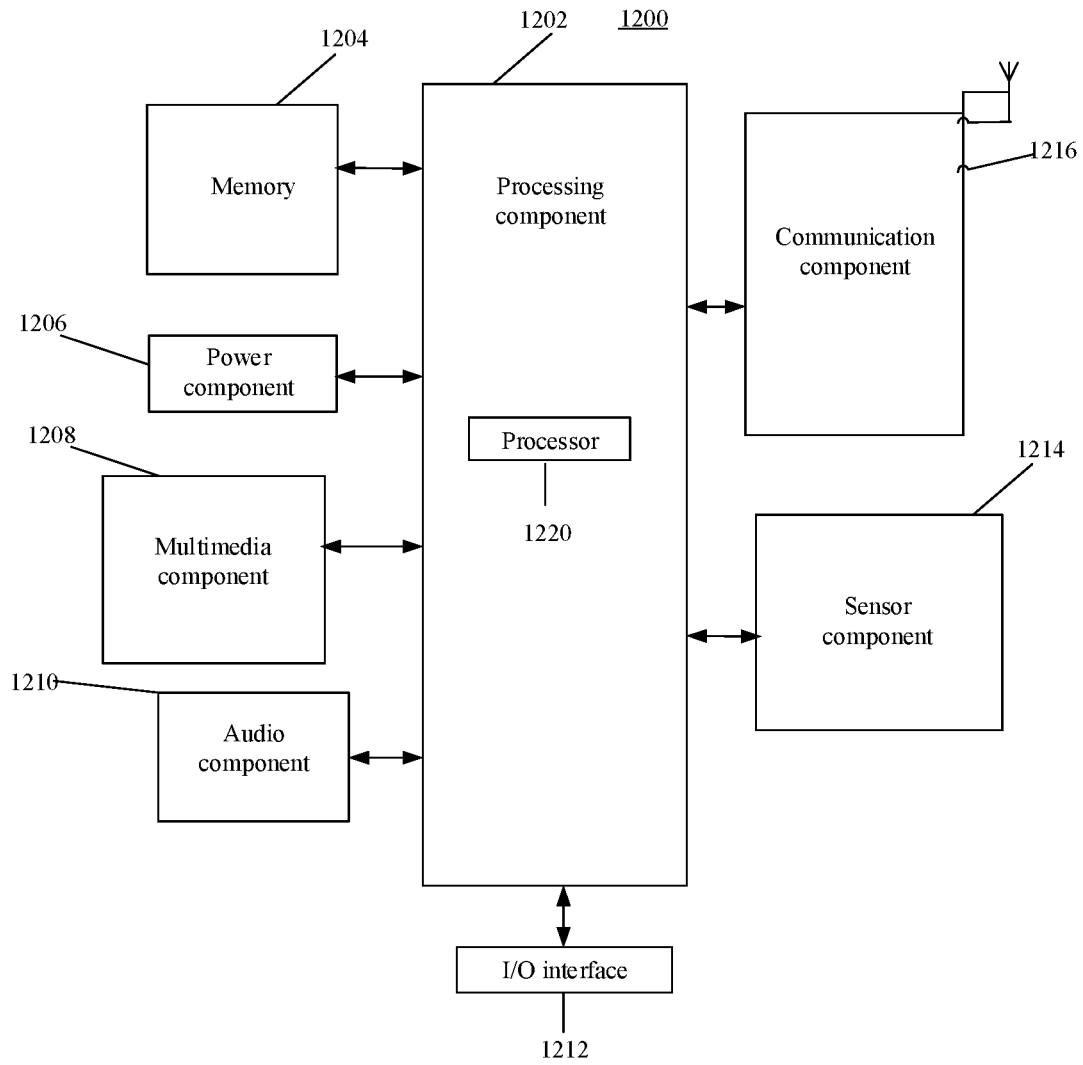 1202
1200
1204
Memory
Processing
component
1216
Communication
component
1206
Power
component
1208
Processor
1220
1214
Multimedia
component
Sensor
component
1210
Audio
component
I/O interface
1212